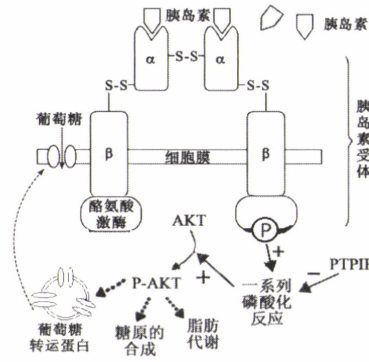 胰岛素
胰岛素
α
S-S
α
S-S
S-S
葡萄糖
β
细胞膜
β
胰岛素受体
酪氨酸
激酶
P
AKT
+
PTPIP
P-AKT
+
一系列
磷酸化
反应
−
葡萄糖
转运蛋白
糖原的
合成
脂肪
代谢